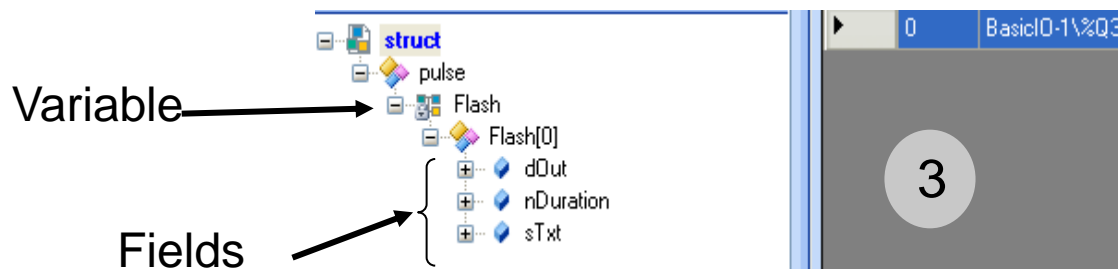 struct
0 BasicIO-1\%Q3
pulse
Variable
Flash
Flash[0]
dOut
3
nDuration
sTxt
Fields